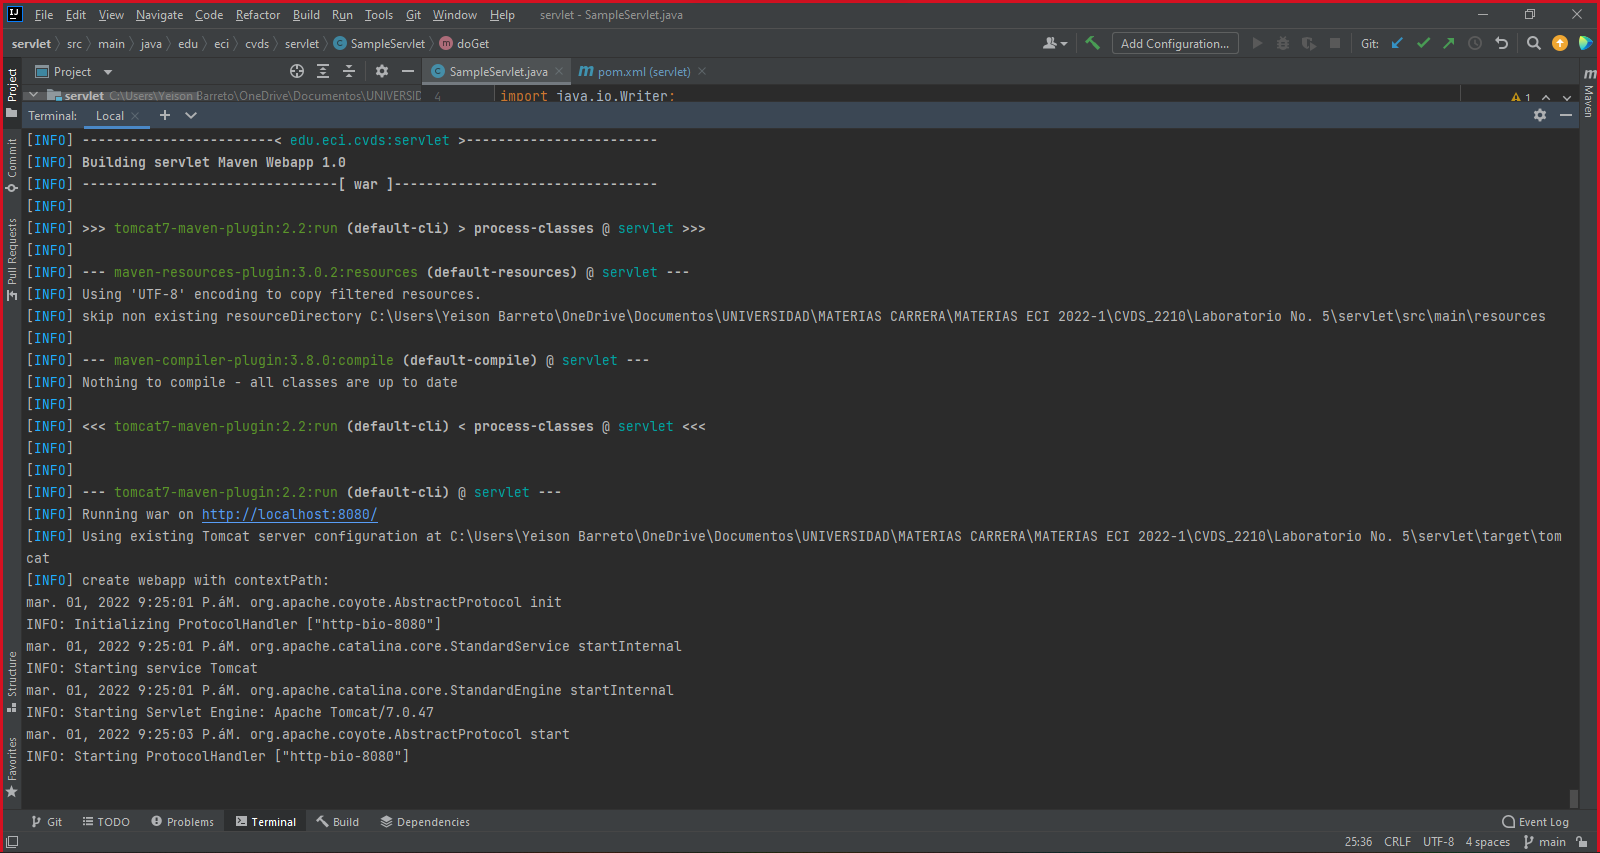 File Edit View Navigate Code Refactor Build Run Tools Git Window Help servlet - SampleServlet.java
servlet src main java edu eci cvds servlet SampleServlet doGet Add Configuration... Git:
Project SampleServlet.java pom.xml (servlet)
servlet C:\Users\Yeison Barreto\OneDrive\Documentos\UNIVERSID 4 import java.io.Writer; 1
Terminal: Local
[INFO] ------------------------< edu.eci.cvds:servlet >------------------------
[INFO] Building servlet Maven Webapp 1.0
[INFO] --------------------------------[ war ]---------------------------------
[INFO]
[INFO] >>> tomcat7-maven-plugin:2.2:run (default-cli) > process-classes @ servlet >>>
[INFO]
[INFO] --- maven-resources-plugin:3.0.2:resources (default-resources) @ servlet ---
[INFO] Using 'UTF-8' encoding to copy filtered resources.
[INFO] skip non existing resourceDirectory C:\Users\Yeison Barreto\OneDrive\Documentos\UNIVERSIDAD\MATERIAS CARRERA\MATERIAS ECI 2022-1\CVDS_2210\Laboratorio No. 5\servlet\src\main\resources
[INFO]
[INFO] --- maven-compiler-plugin:3.8.0:compile (default-compile) @ servlet ---
[INFO] Nothing to compile - all classes are up to date
[INFO]
[INFO] <<< tomcat7-maven-plugin:2.2:run (default-cli) < process-classes @ servlet <<<
[INFO]
[INFO]
[INFO] --- tomcat7-maven-plugin:2.2:run (default-cli) @ servlet ---
[INFO] Running war on http://localhost:8080/
[INFO] Using existing Tomcat server configuration at C:\Users\Yeison Barreto\OneDrive\Documentos\UNIVERSIDAD\MATERIAS CARRERA\MATERIAS ECI 2022-1\CVDS_2210\Laboratorio No. 5\servlet\target\tom
cat
[INFO] create webapp with contextPath:
mar. 01, 2022 9:25:01 P.áM. org.apache.coyote.AbstractProtocol init
INFO: Initializing ProtocolHandler ["http-bio-8080"]
mar. 01, 2022 9:25:01 P.áM. org.apache.catalina.core.StandardService startInternal
INFO: Starting service Tomcat
mar. 01, 2022 9:25:01 P.áM. org.apache.catalina.core.StandardEngine startInternal
INFO: Starting Servlet Engine: Apache Tomcat/7.0.47
mar. 01, 2022 9:25:03 P.áM. org.apache.coyote.AbstractProtocol start
INFO: Starting ProtocolHandler ["http-bio-8080"]
Project
Commit
Pull Requests
Structure
Favorites
m Maven
Git TODO Problems Terminal Build Dependencies Event Log
25:36 CRLF UTF-8 4 spaces main